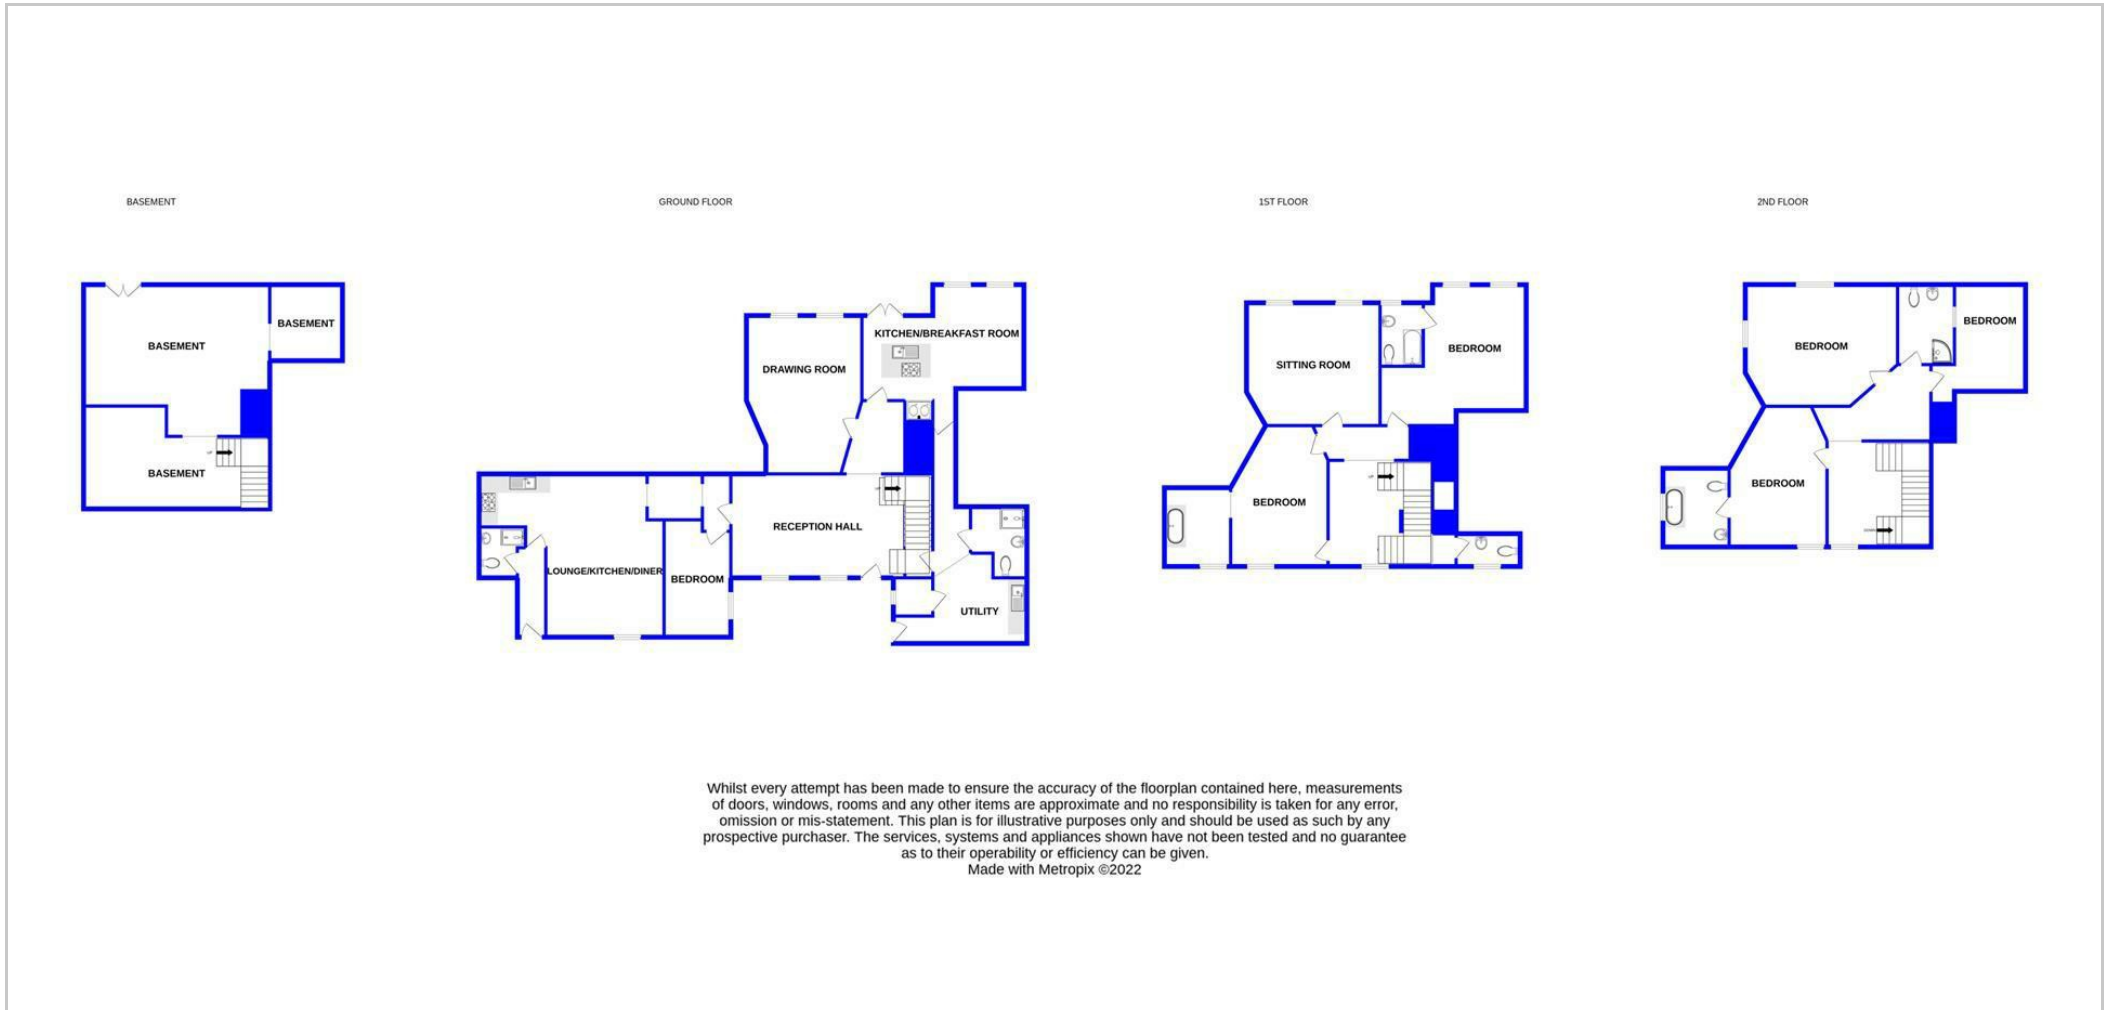 BASEMENT
BASEMENT
BASEMENT
BASEMENT
UP
GROUND FLOOR
KITCHEN/BREAKFAST ROOM
DRAWING ROOM
UP
RECEPTION HALL
LOUNGE/KITCHEN/DINER
BEDROOM
UTILITY
1ST FLOOR
BEDROOM
SITTING ROOM
UP
BEDROOM
2ND FLOOR
BEDROOM
BEDROOM
BEDROOM
DOWN
Whilst every attempt has been made to ensure the accuracy of the floorplan contained here, measurements
of doors, windows, rooms and any other items are approximate and no responsibility is taken for any error,
omission or mis-statement. This plan is for illustrative purposes only and should be used as such by any
prospective purchaser. The services, systems and appliances shown have not been tested and no guarantee
as to their operability or efficiency can be given.
Made with Metropix ©2022